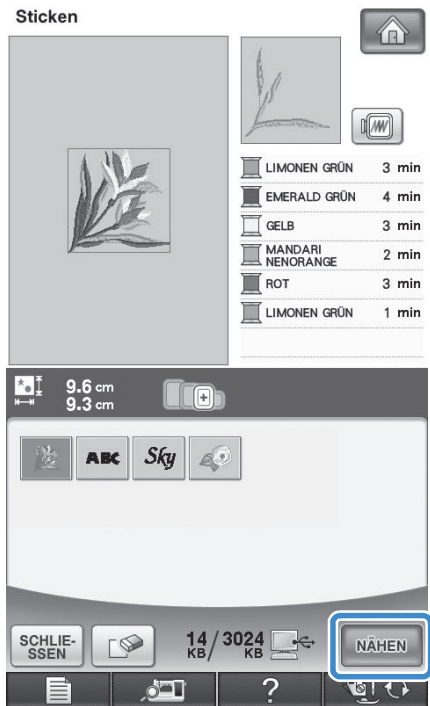 Sticken
LIMONEN GRÜN 3 min
EMERALD GRÜN 4 min
GELB 3 min
MANDARI
NENORANGE 2 min
ROT 3 min
LIMONEN GRÜN 1 min
9.6 cm
9.3 cm
ABC Sky
SCHLIE-
SSEN
14 / 3024
KB KB
NÄHEN
?